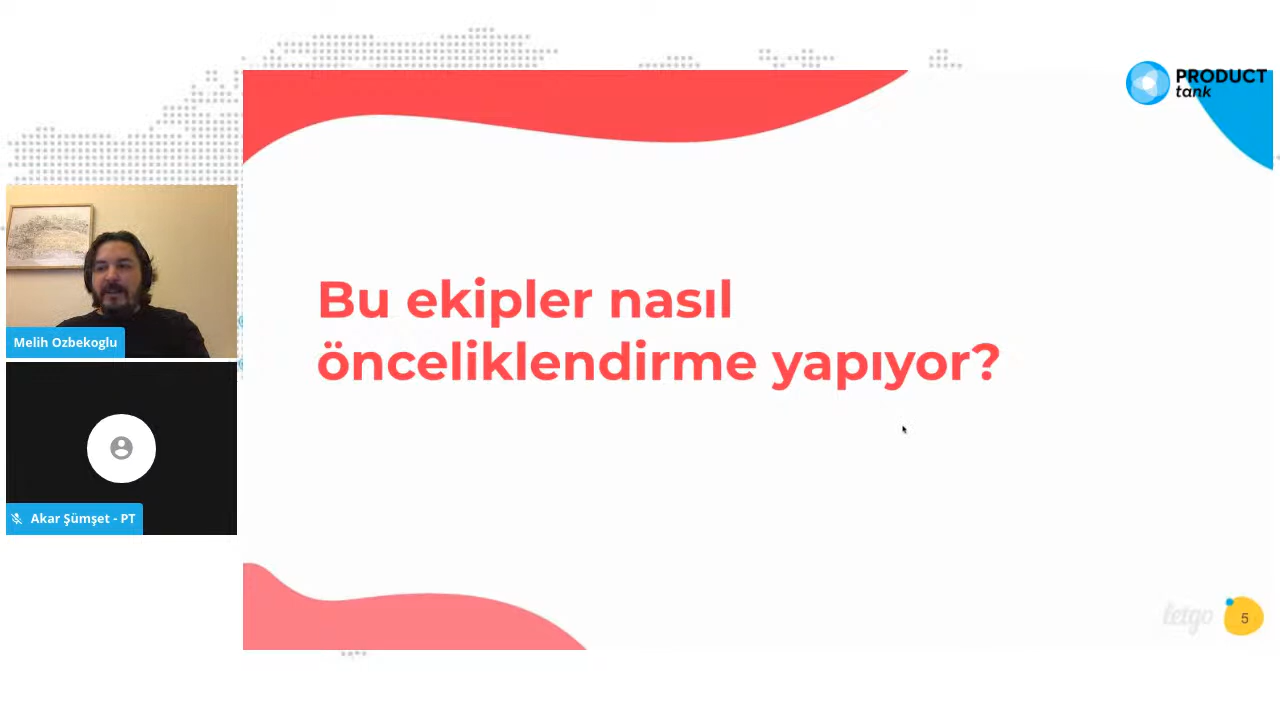 PRODUCT
tank
Melih Ozbekoglu
Bu ekipler nasıl
önceliklendirme yapıyor?
Akar Şümşet - PT
letgo
5